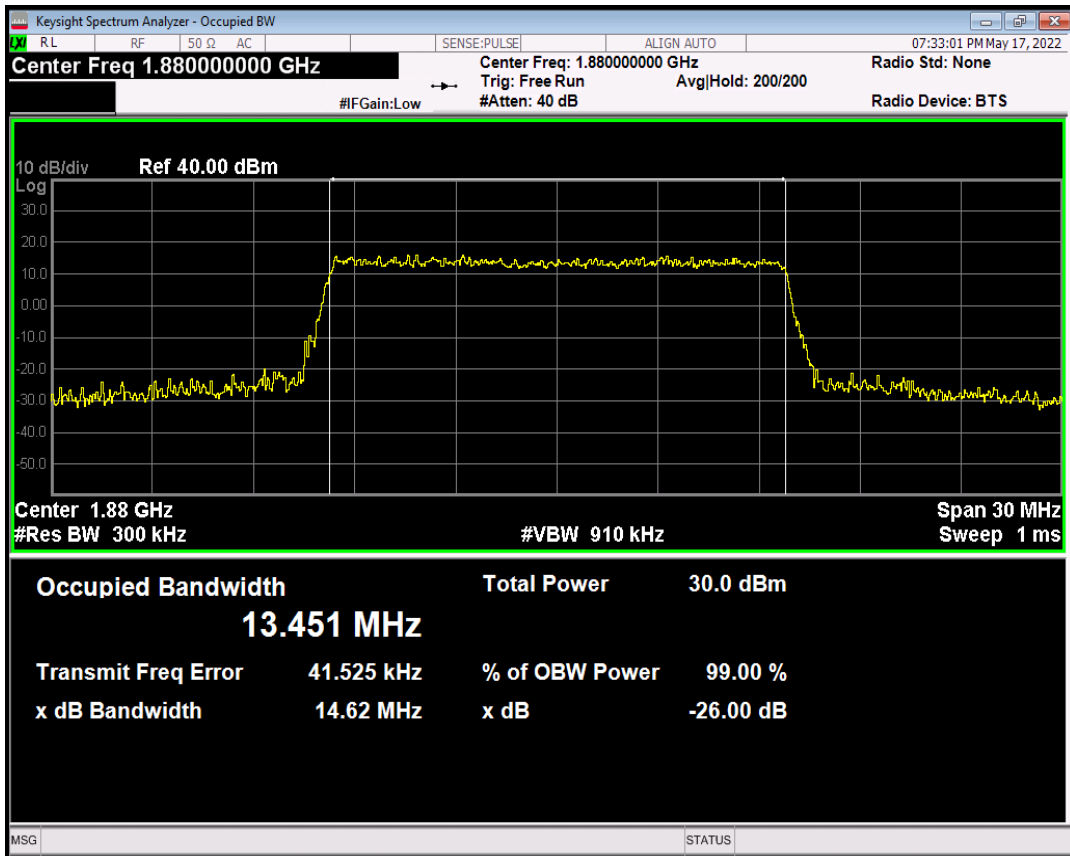 Keysight Spectrum Analyzer - Occupied BW
LXI RL RF 50 Ω AC SENSE:PULSE ALIGN AUTO 07:33:01 PM May 17, 2022
Center Freq 1.880000000 GHz
Center Freq: 1.880000000 GHz
Radio Std: None
Trig: Free Run Avg|Hold: 200/200
#IFGain:Low #Atten: 40 dB Radio Device: BTS
10 dB/div Ref 40.00 dBm
Log
30.0
20.0
10.0
0.00
-10.0
-20.0
-30.0
-40.0
-50.0
Center 1.88 GHz Span 30 MHz
#Res BW 300 kHz #VBW 910 kHz Sweep 1 ms
Occupied Bandwidth Total Power 30.0 dBm
13.451 MHz
Transmit Freq Error 41.525 kHz % of OBW Power 99.00 %
x dB Bandwidth 14.62 MHz x dB -26.00 dB
MSG STATUS